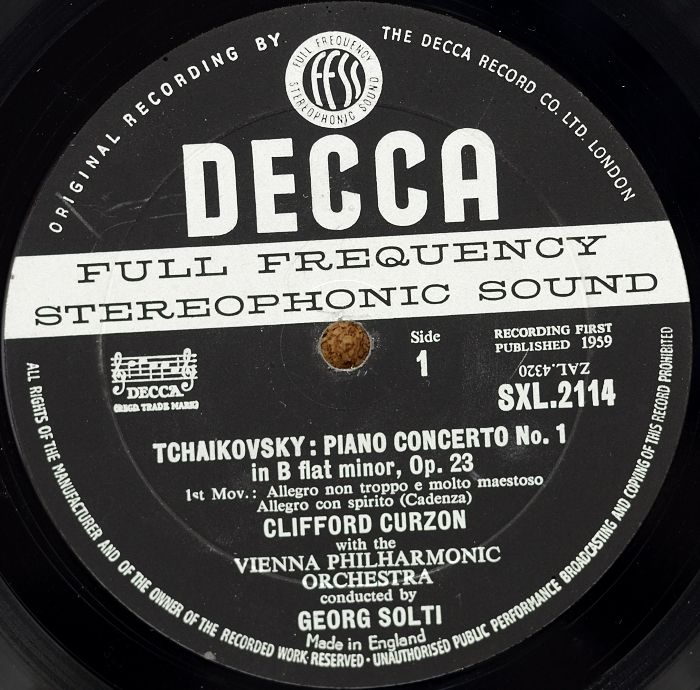 ORIGINAL RECORDING BY
THE DECCA RECORD CO. LTD. LONDON
FULL FREQUENCY
FFSS
STEREOPHONIC SOUND
DECCA
FULL FREQUENCY
STEREOPHONIC SOUND
DECCA
(REGD. TRADE MARK)
Side
1
RECORDING FIRST
PUBLISHED 1959
ZAL.4320
SXL.2114
TCHAIKOVSKY: PIANO CONCERTO No. 1
in B flat minor, Op. 23
1st Mov.: Allegro non troppo e molto maestoso
Allegro con spirito (Cadenza)
CLIFFORD CURZON
with the
VIENNA PHILHARMONIC
ORCHESTRA
conducted by
GEORG SOLTI
Made in England
ALL RIGHTS OF THE MANUFACTURER AND OF THE OWNER OF THE RECORDED WORK RESERVED · UNAUTHORISED PUBLIC PERFORMANCE BROADCASTING AND COPYING OF THIS RECORD PROHIBITED